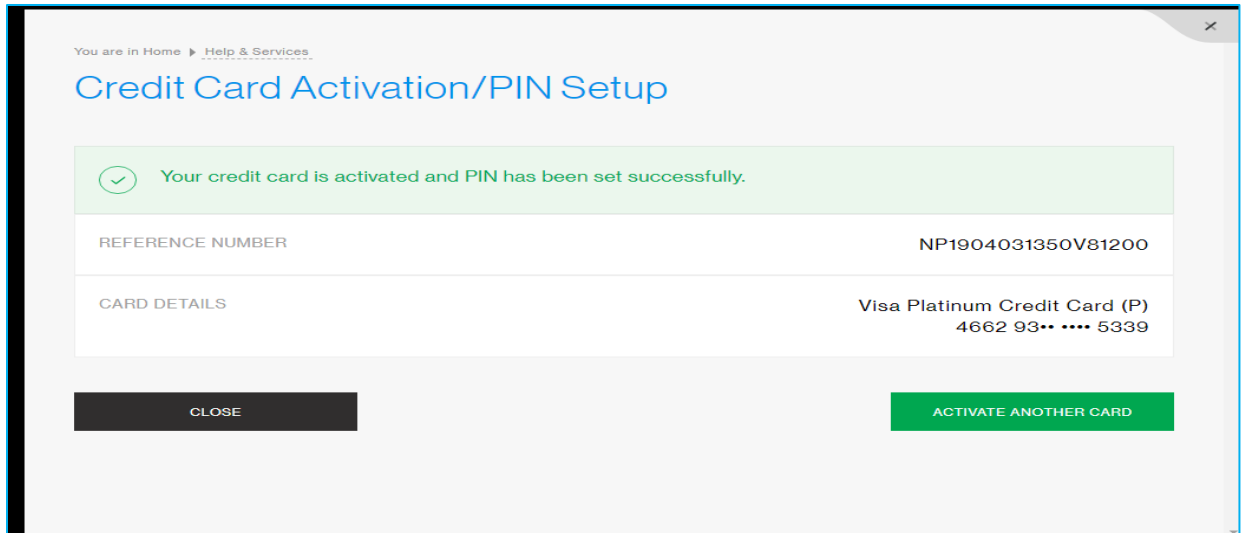 You are in Home ▶ Help & Services
Credit Card Activation/PIN Setup
Your credit card is activated and PIN has been set successfully.
REFERENCE NUMBER NP1904031350V81200
CARD DETAILS Visa Platinum Credit Card (P)
4662 93•• •••• 5339
CLOSE ACTIVATE ANOTHER CARD